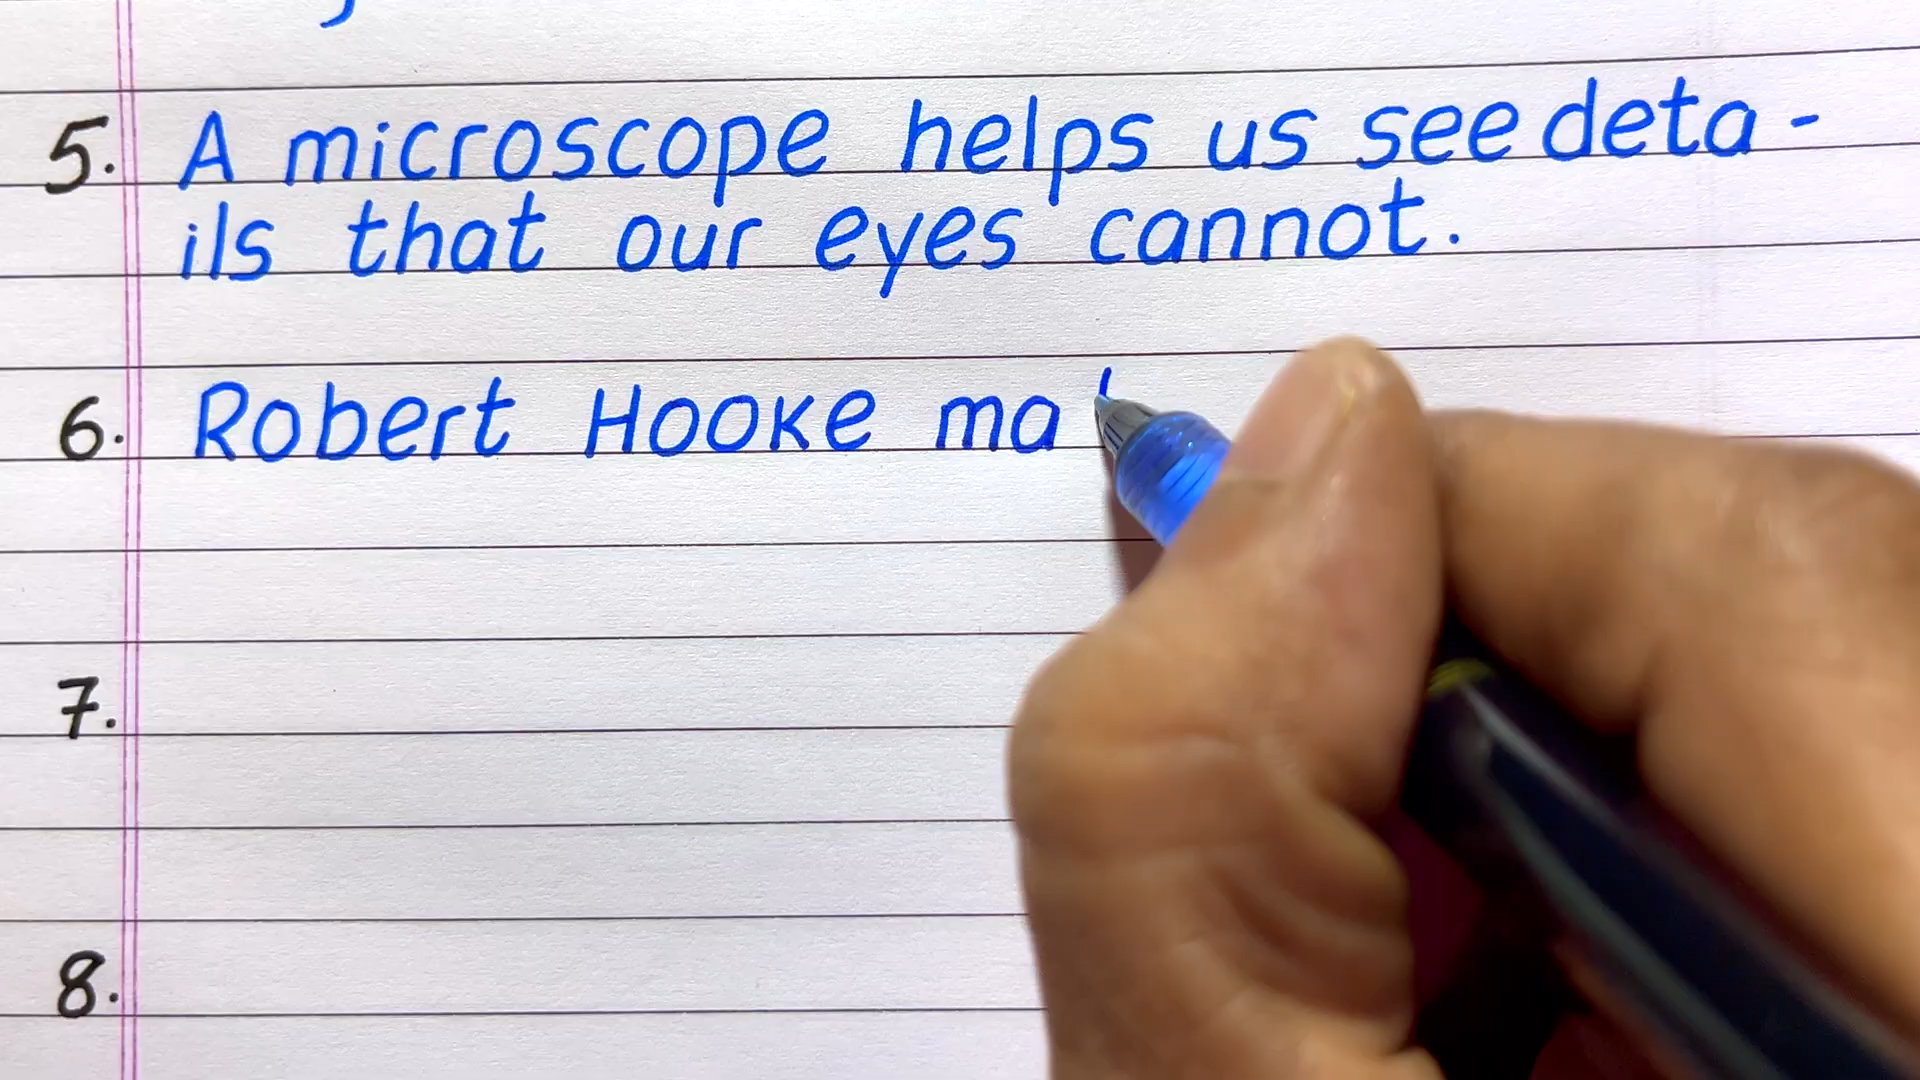 5. A microscope helps us see deta-
ils that our eyes cannot.
6. Robert Hooke ma
7.
8.